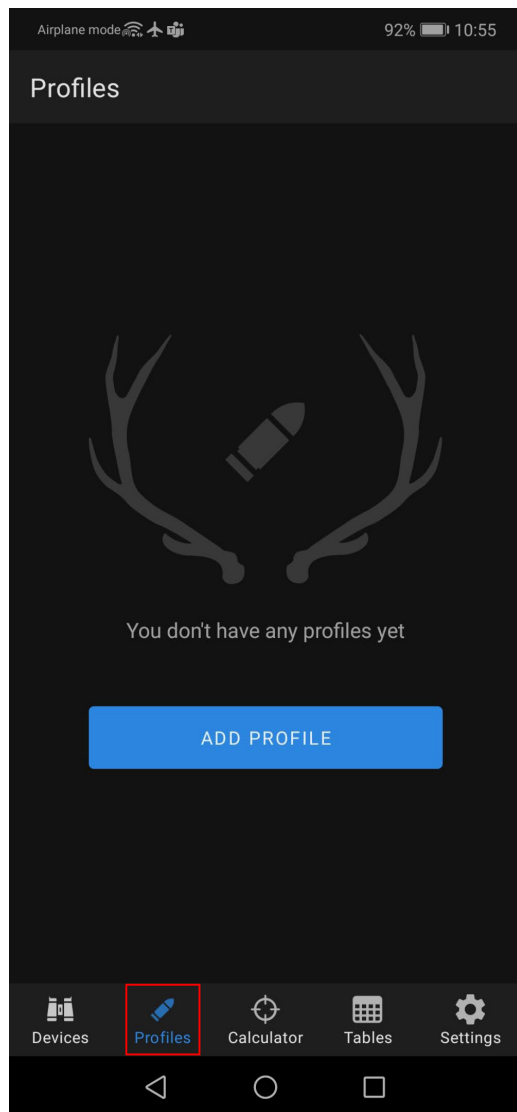 Airplane mode 92% 10:55
Profiles
You don't have any profiles yet
ADD PROFILE
Devices Profiles Calculator Tables Settings